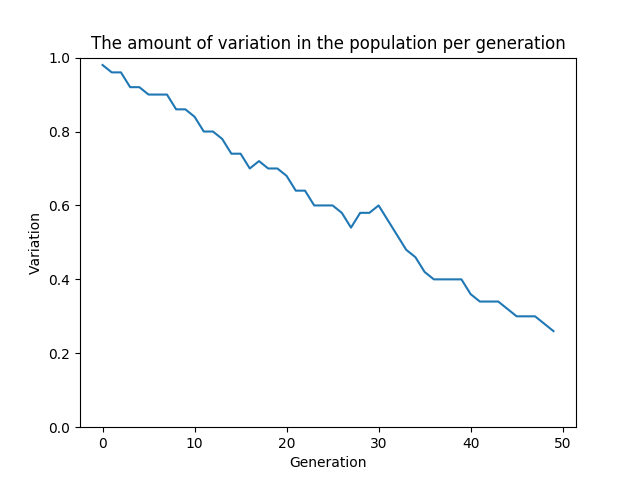 The amount of variation in the population per generation
1.0
0.8
0.6
0.4
0.2
0.0
Variation
0 10 20 30 40 50
Generation